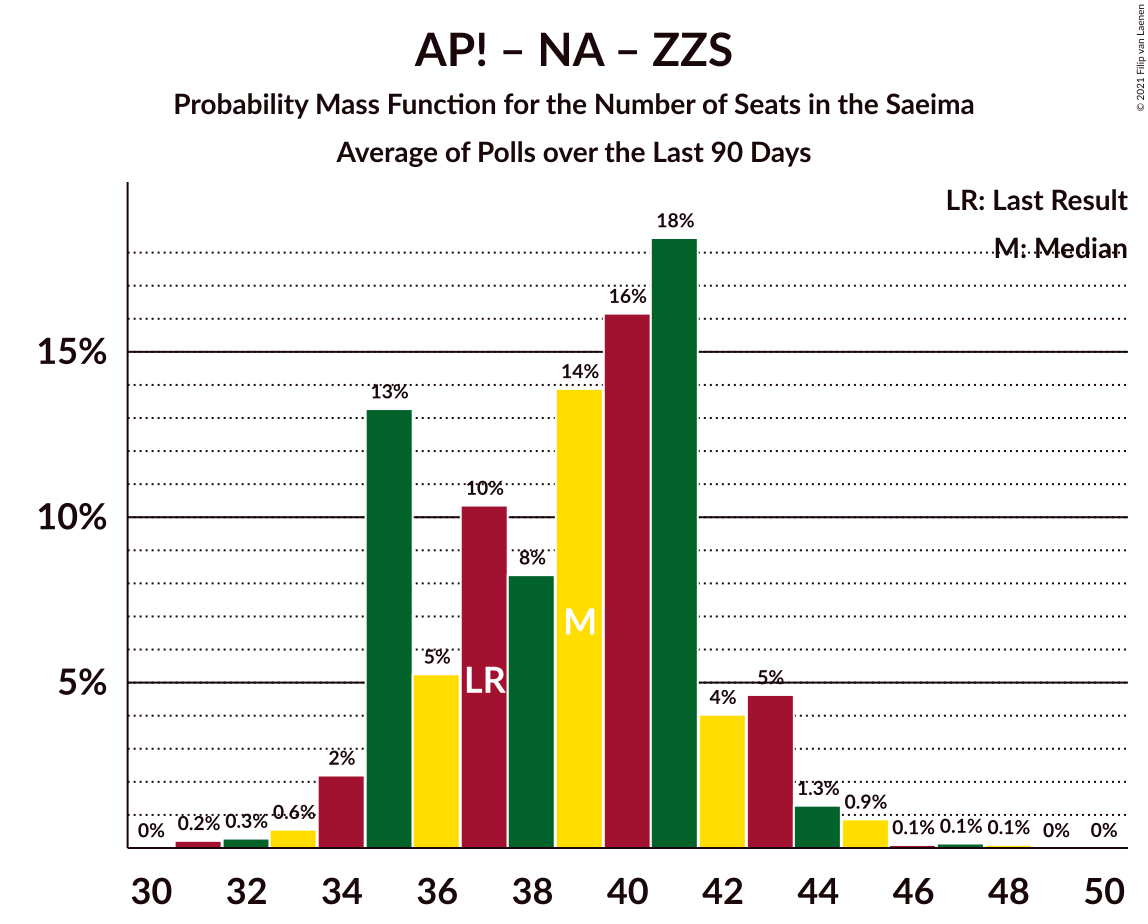 AP! – NA – ZZS
Probability Mass Function for the Number of Seats in the Saeima
Average of Polls over the Last 90 Days
© 2021 Filip van Laenen
LR: Last Result
M: Median
15%
10%
5%
0%
0.2%
0.3%
0.6%
2%
13%
5%
10%
8%
14%
16%
18%
4%
5%
1.3%
0.9%
0.1%
0.1%
0.1%
0%
0%
LR
M
30 32 34 36 38 40 42 44 46 48 50